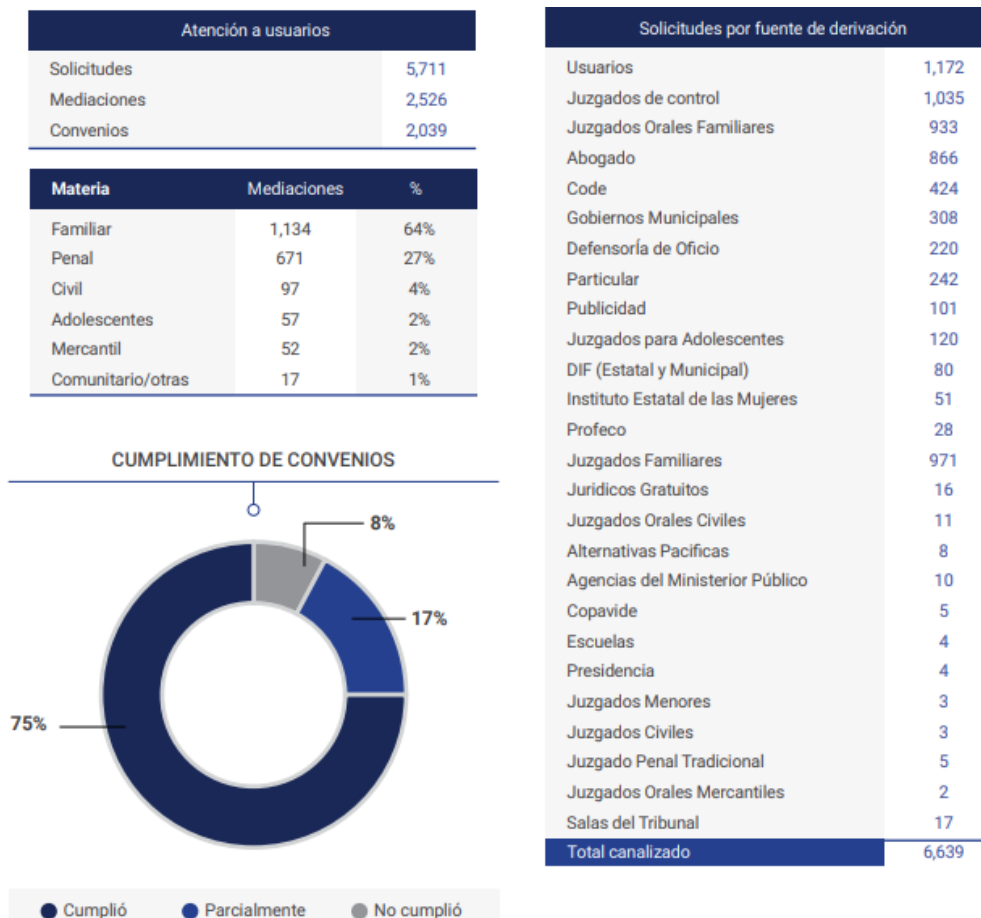 Atención a usuarios
Solicitudes 5,711
Mediaciones 2,526
Convenios 2,039
Materia Mediaciones %
Familiar 1,134 64%
Penal 671 27%
Civil 97 4%
Adolescentes 57 2%
Mercantil 52 2%
Comunitario/otras 17 1%
CUMPLIMIENTO DE CONVENIOS
8%
17%
75%
Cumplió Parcialmente No cumplió
Solicitudes por fuente de derivación
Usuarios 1,172
Juzgados de control 1,035
Juzgados Orales Familiares 933
Abogado 866
Code 424
Gobiernos Municipales 308
Defensoría de Oficio 220
Particular 242
Publicidad 101
Juzgados para Adolescentes 120
DIF (Estatal y Municipal) 80
Instituto Estatal de las Mujeres 51
Profeco 28
Juzgados Familiares 971
Juridicos Gratuitos 16
Juzgados Orales Civiles 11
Alternativas Pacificas 8
Agencias del Ministerior Público 10
Copavide 5
Escuelas 4
Presidencia 4
Juzgados Menores 3
Juzgados Civiles 3
Juzgado Penal Tradicional 5
Juzgados Orales Mercantiles 2
Salas del Tribunal 17
Total canalizado 6,639